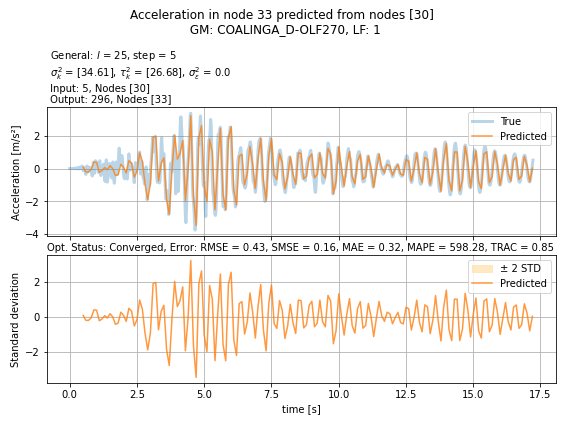 Acceleration in node 33 predicted from nodes [30]
GM: COALINGA_D-OLF270, LF: 1
General: l = 25, step = 5
σ²ₖ = [34.61], τ²ₖ = [26.68], σ²ε = 0.0
Input: 5, Nodes [30]
Output: 296, Nodes [33]
Acceleration [m/s²]
2
0
−2
−4
True
Predicted
Opt. Status: Converged, Error: RMSE = 0.43, SMSE = 0.16, MAE = 0.32, MAPE = 598.28, TRAC = 0.85
Standard deviation
2
0
−2
± 2 STD
Predicted
0.0 2.5 5.0 7.5 10.0 12.5 15.0 17.5
time [s]